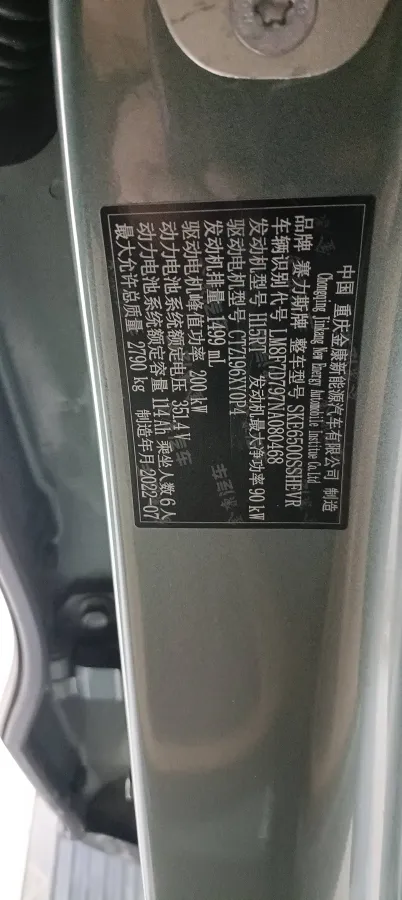 中国 重庆金康新能源汽车有限公司 制造
Chongqing Jinkang New Energy Automobile Institue Co.Ltd
品牌 赛力斯牌 整车型号 SKE6500SSHEVR
车辆识别代号 LM8F7D797NA080468
发动机型号 H15RT 发动机最大净功率 90 kW
驱动电机型号 CTZ196XY0P4
发动机排量 1499 mL
驱动电机峰值功率 200 kW
动力电池系统额定电压 351.4 V
动力电池系统额定容量 114 Ah 乘坐人数 6人
最大允许总质量 2790 kg 制造年月 2022-07